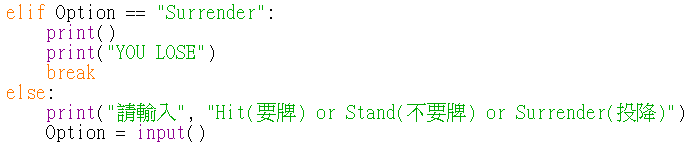 elif Option == "Surrender":
    print()
    print("YOU LOSE")
    break
else:
    print("請輸入", "Hit(要牌) or Stand(不要牌) or Surrender(投降)")
    Option = input()